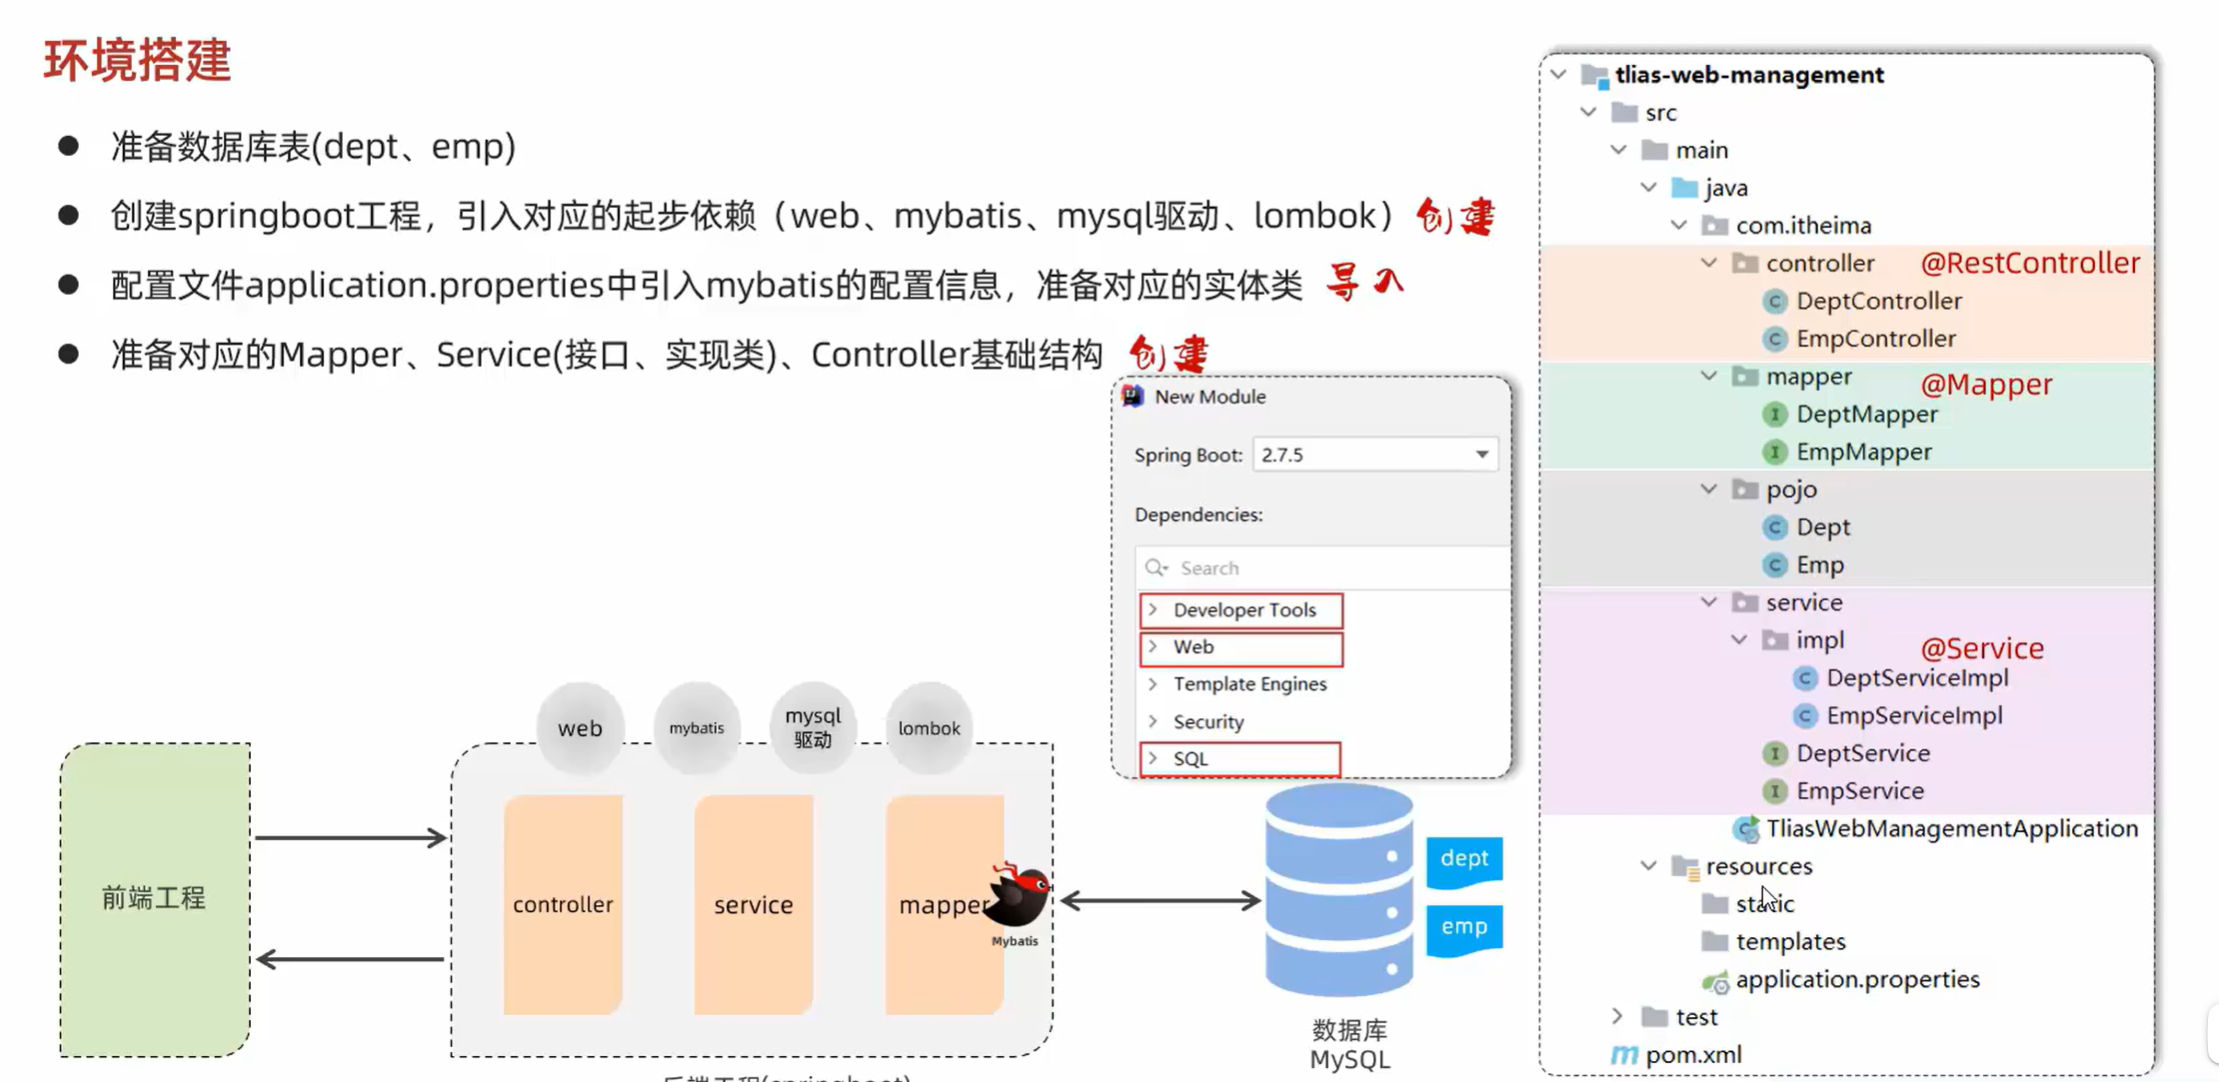 环境搭建
准备数据库表(dept、emp)
创建springboot工程，引入对应的起步依赖（web、mybatis、mysql驱动、lombok） 创建
配置文件application.properties中引入mybatis的配置信息，准备对应的实体类 导入
准备对应的Mapper、Service(接口、实现类)、Controller基础结构 创建
New Module
Spring Boot: 2.7.5
Dependencies:
Search
Developer Tools
Web
Template Engines
Security
SQL
web
mybatis
mysql
驱动
lombok
前端工程
controller
service
mapper
Mybatis
后端工程(springboot)
dept
emp
数据库
MySQL
tlias-web-management
src
main
java
com.itheima
controller @RestController
DeptController
EmpController
mapper @Mapper
DeptMapper
EmpMapper
pojo
Dept
Emp
service
impl @Service
DeptServiceImpl
EmpServiceImpl
DeptService
EmpService
TliasWebManagementApplication
resources
static
templates
application.properties
test
pom.xml